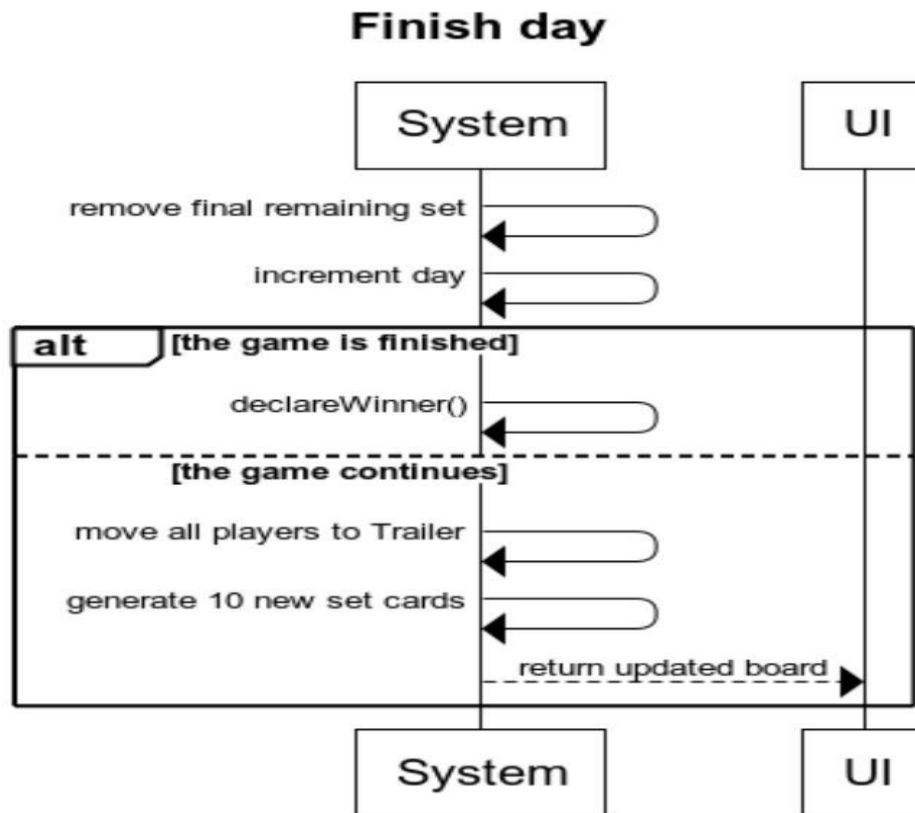 Finish day
System
UI
remove final remaining set
increment day
alt
[the game is finished]
declareWinner()
[the game continues]
move all players to Trailer
generate 10 new set cards
return updated board
System
UI